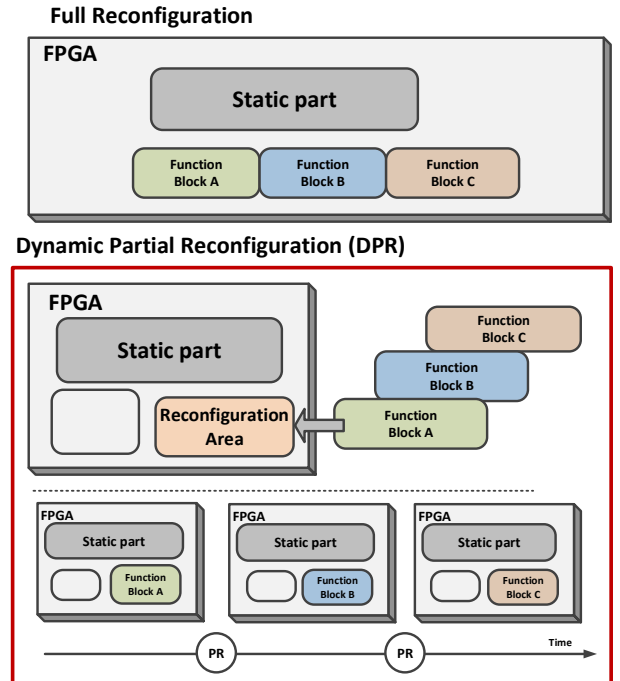 Full Reconfiguration
FPGA
Static part
Function
Block A
Function
Block B
Function
Block C
Dynamic Partial Reconfiguration (DPR)
FPGA
Static part
Reconfiguration
Area
Function
Block C
Function
Block B
Function
Block A
FPGA
Static part
Function
Block A
FPGA
Static part
Function
Block B
FPGA
Static part
Function
Block C
PR
PR
Time